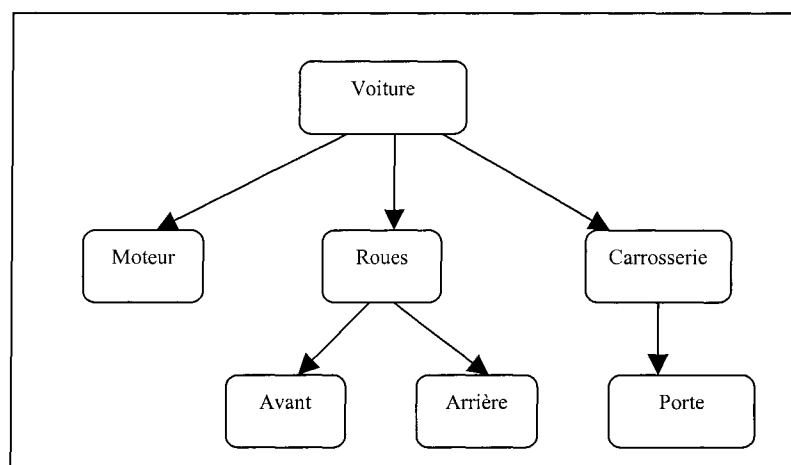 Voiture
Moteur
Roues
Carrosserie
Avant
Arrière
Porte